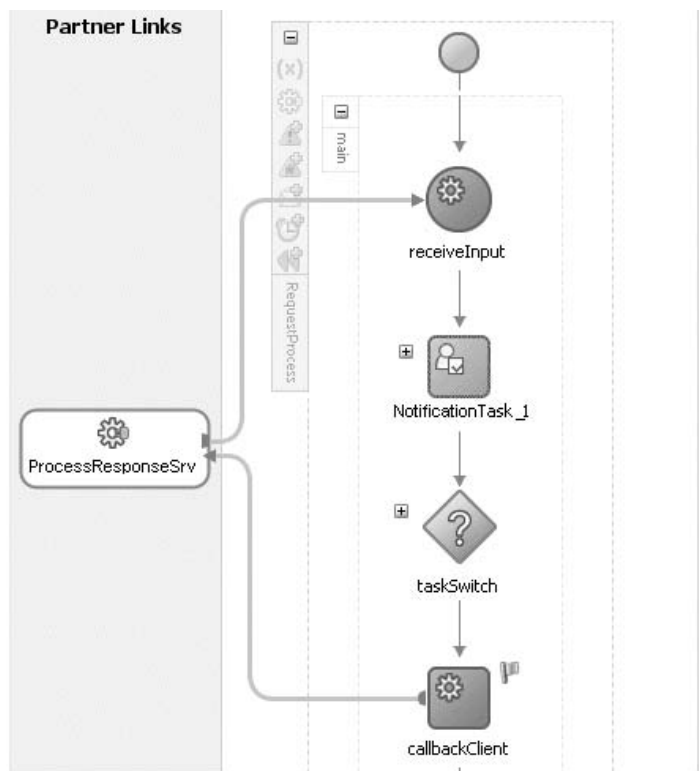 Partner Links
main
receiveInput
RequestProcess
NotificationTask_1
ProcessResponseSrv
taskSwitch
callbackClient